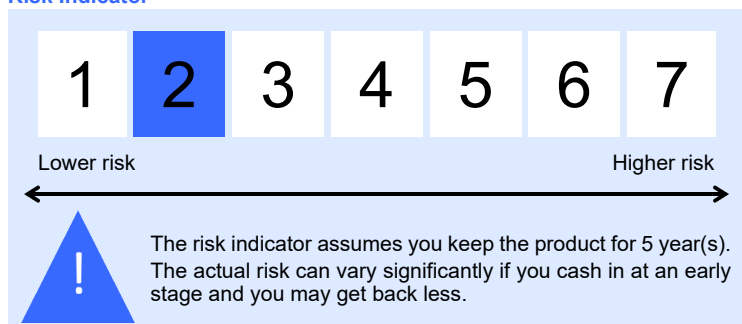 Risk Indicator
1 2 3 4 5 6 7
Lower risk Higher risk
!
The risk indicator assumes you keep the product for 5 year(s).
The actual risk can vary significantly if you cash in at an early
stage and you may get back less.